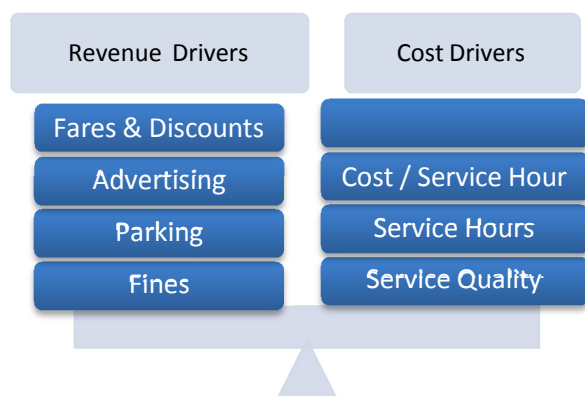 Revenue Drivers
Cost Drivers
Fares & Discounts
Advertising
Parking
Fines
Cost / Service Hour
Service Hours
Service Quality